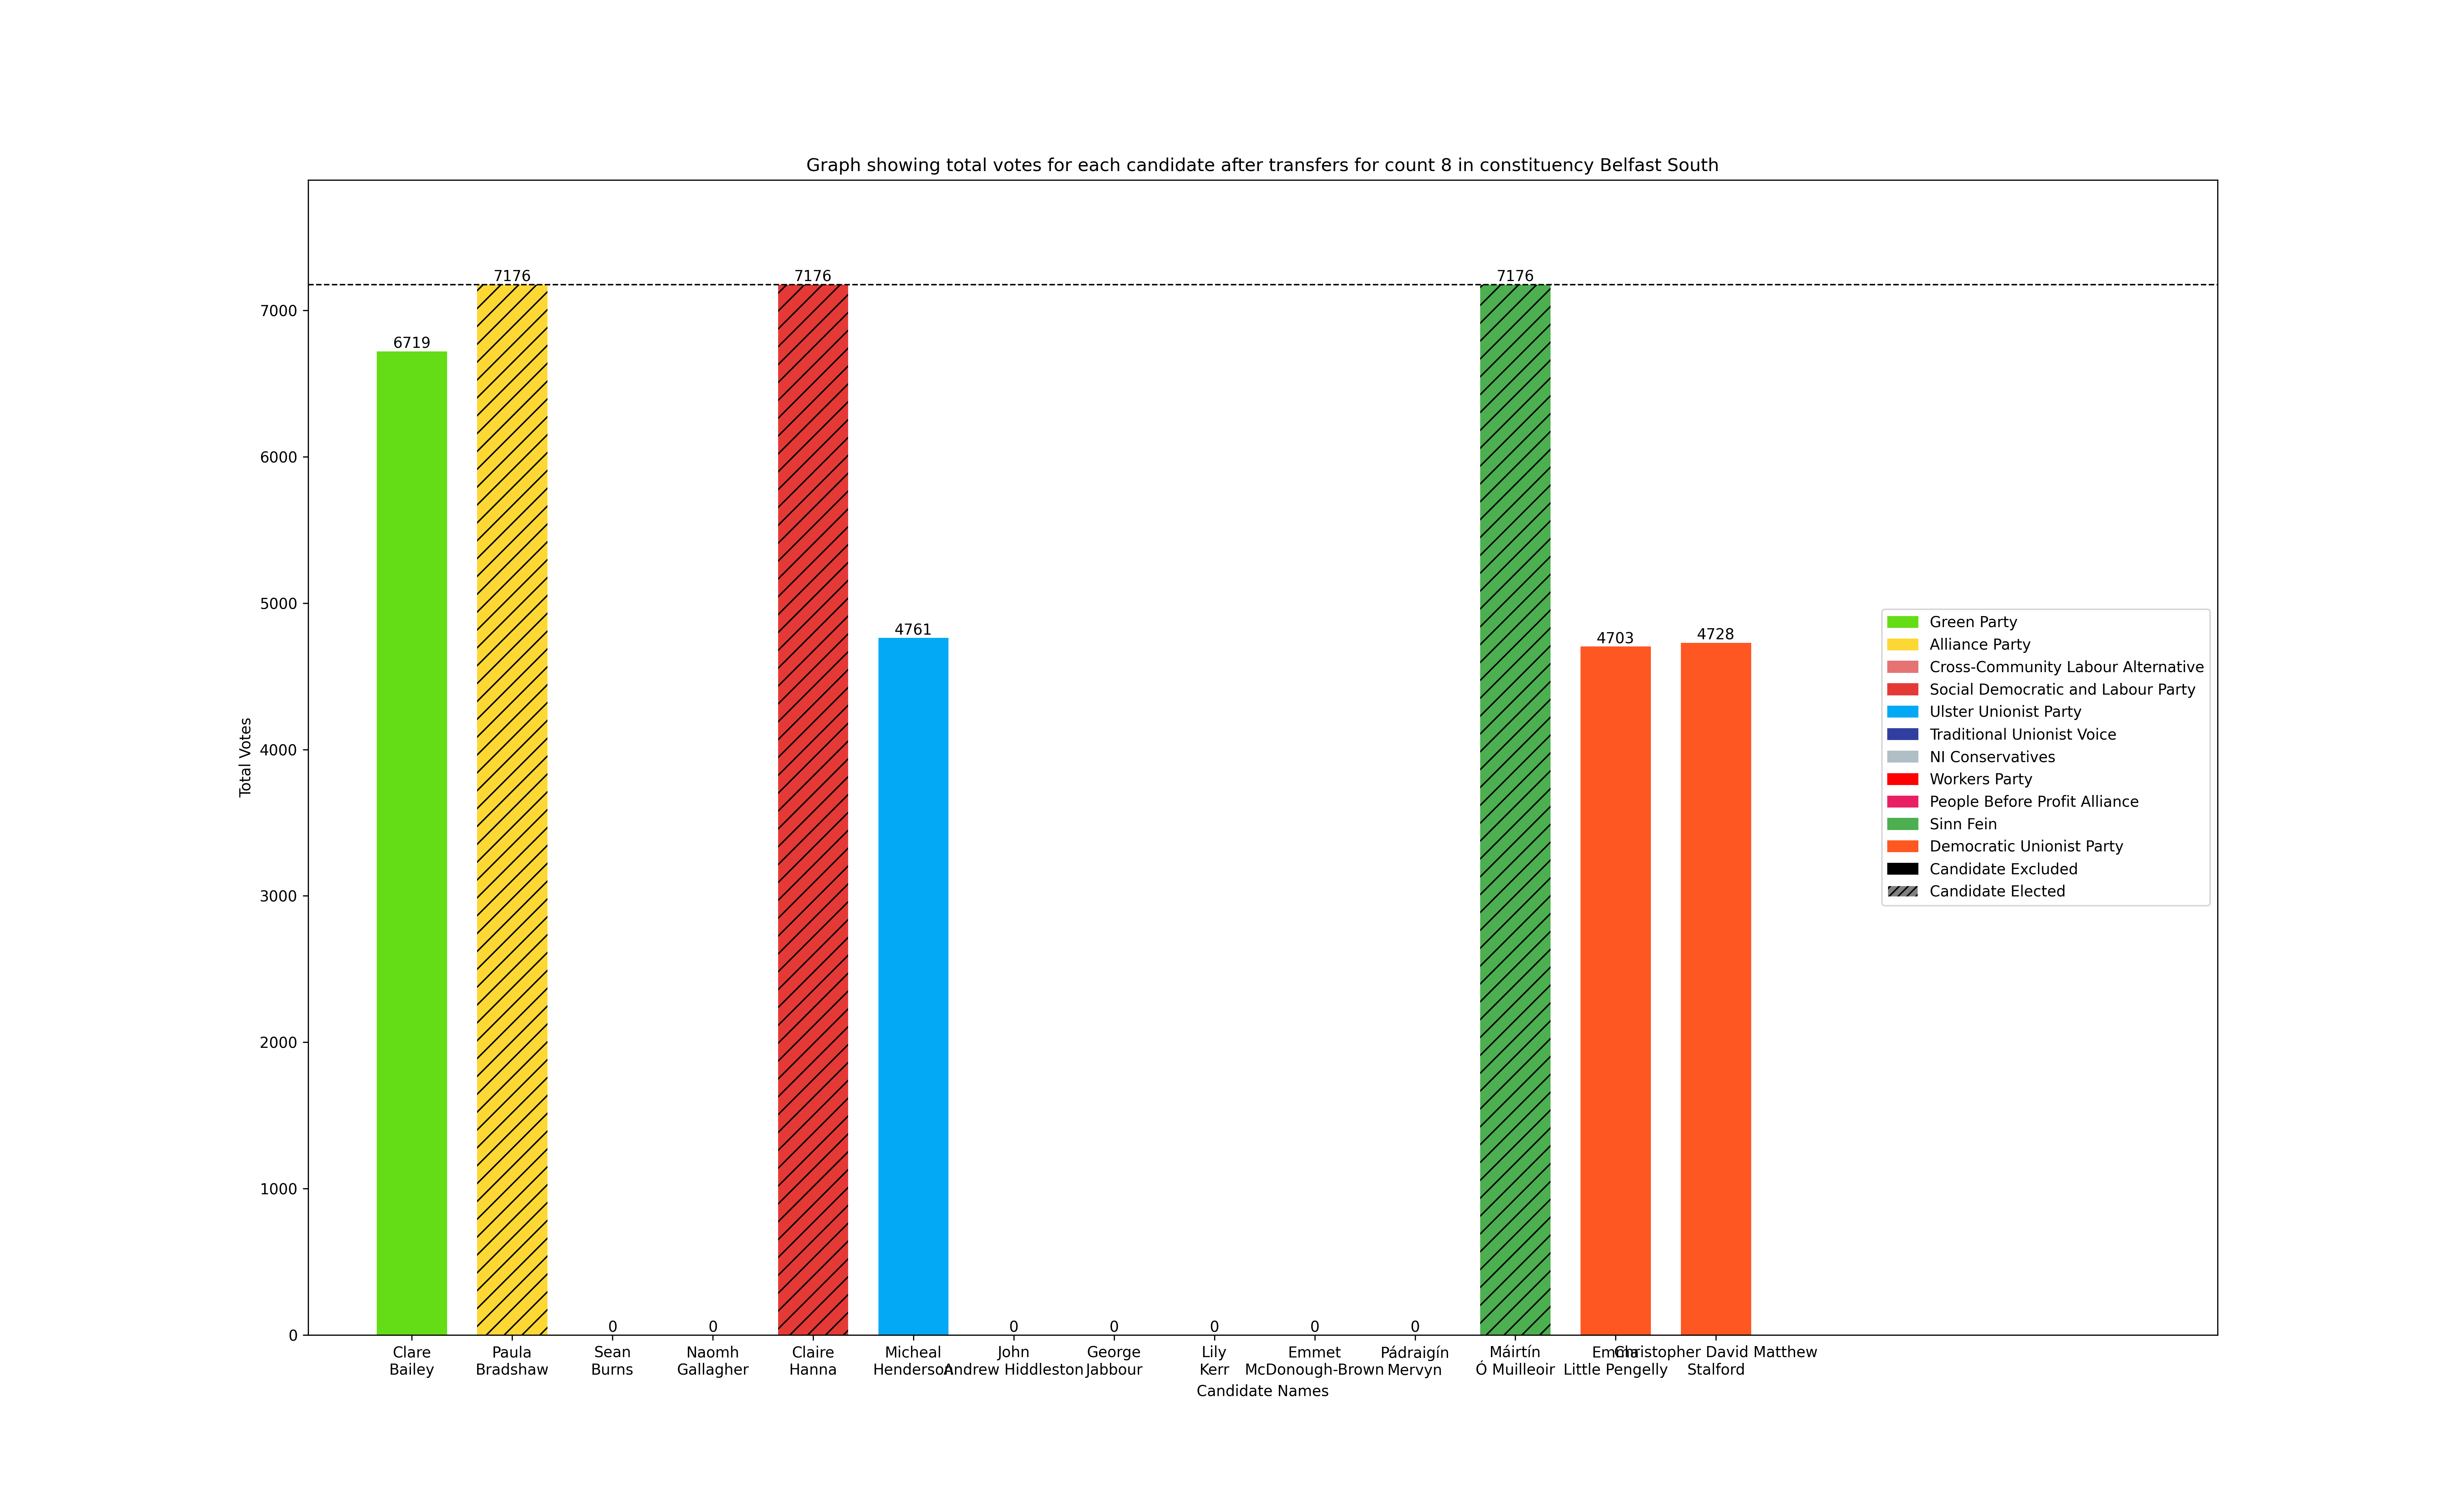 Graph showing total votes for each candidate after transfers for count 8 in constituency Belfast South
Total Votes
7000
6000
5000
4000
3000
2000
1000
0
6719
7176
0
0
7176
4761
0
0
0
0
0
7176
4703
4728
Clare
Bailey
Paula
Bradshaw
Sean
Burns
Naomh
Gallagher
Claire
Hanna
Micheal
Henderson
John
Andrew Hiddleston
George
Jabbour
Lily
Kerr
Emmet
McDonough-Brown
Pádraigín
Mervyn
Máirtín
Ó Muilleoir
Emma
Little Pengelly
Christopher David Matthew
Stalford
Candidate Names
Green Party
Alliance Party
Cross-Community Labour Alternative
Social Democratic and Labour Party
Ulster Unionist Party
Traditional Unionist Voice
NI Conservatives
Workers Party
People Before Profit Alliance
Sinn Fein
Democratic Unionist Party
Candidate Excluded
Candidate Elected